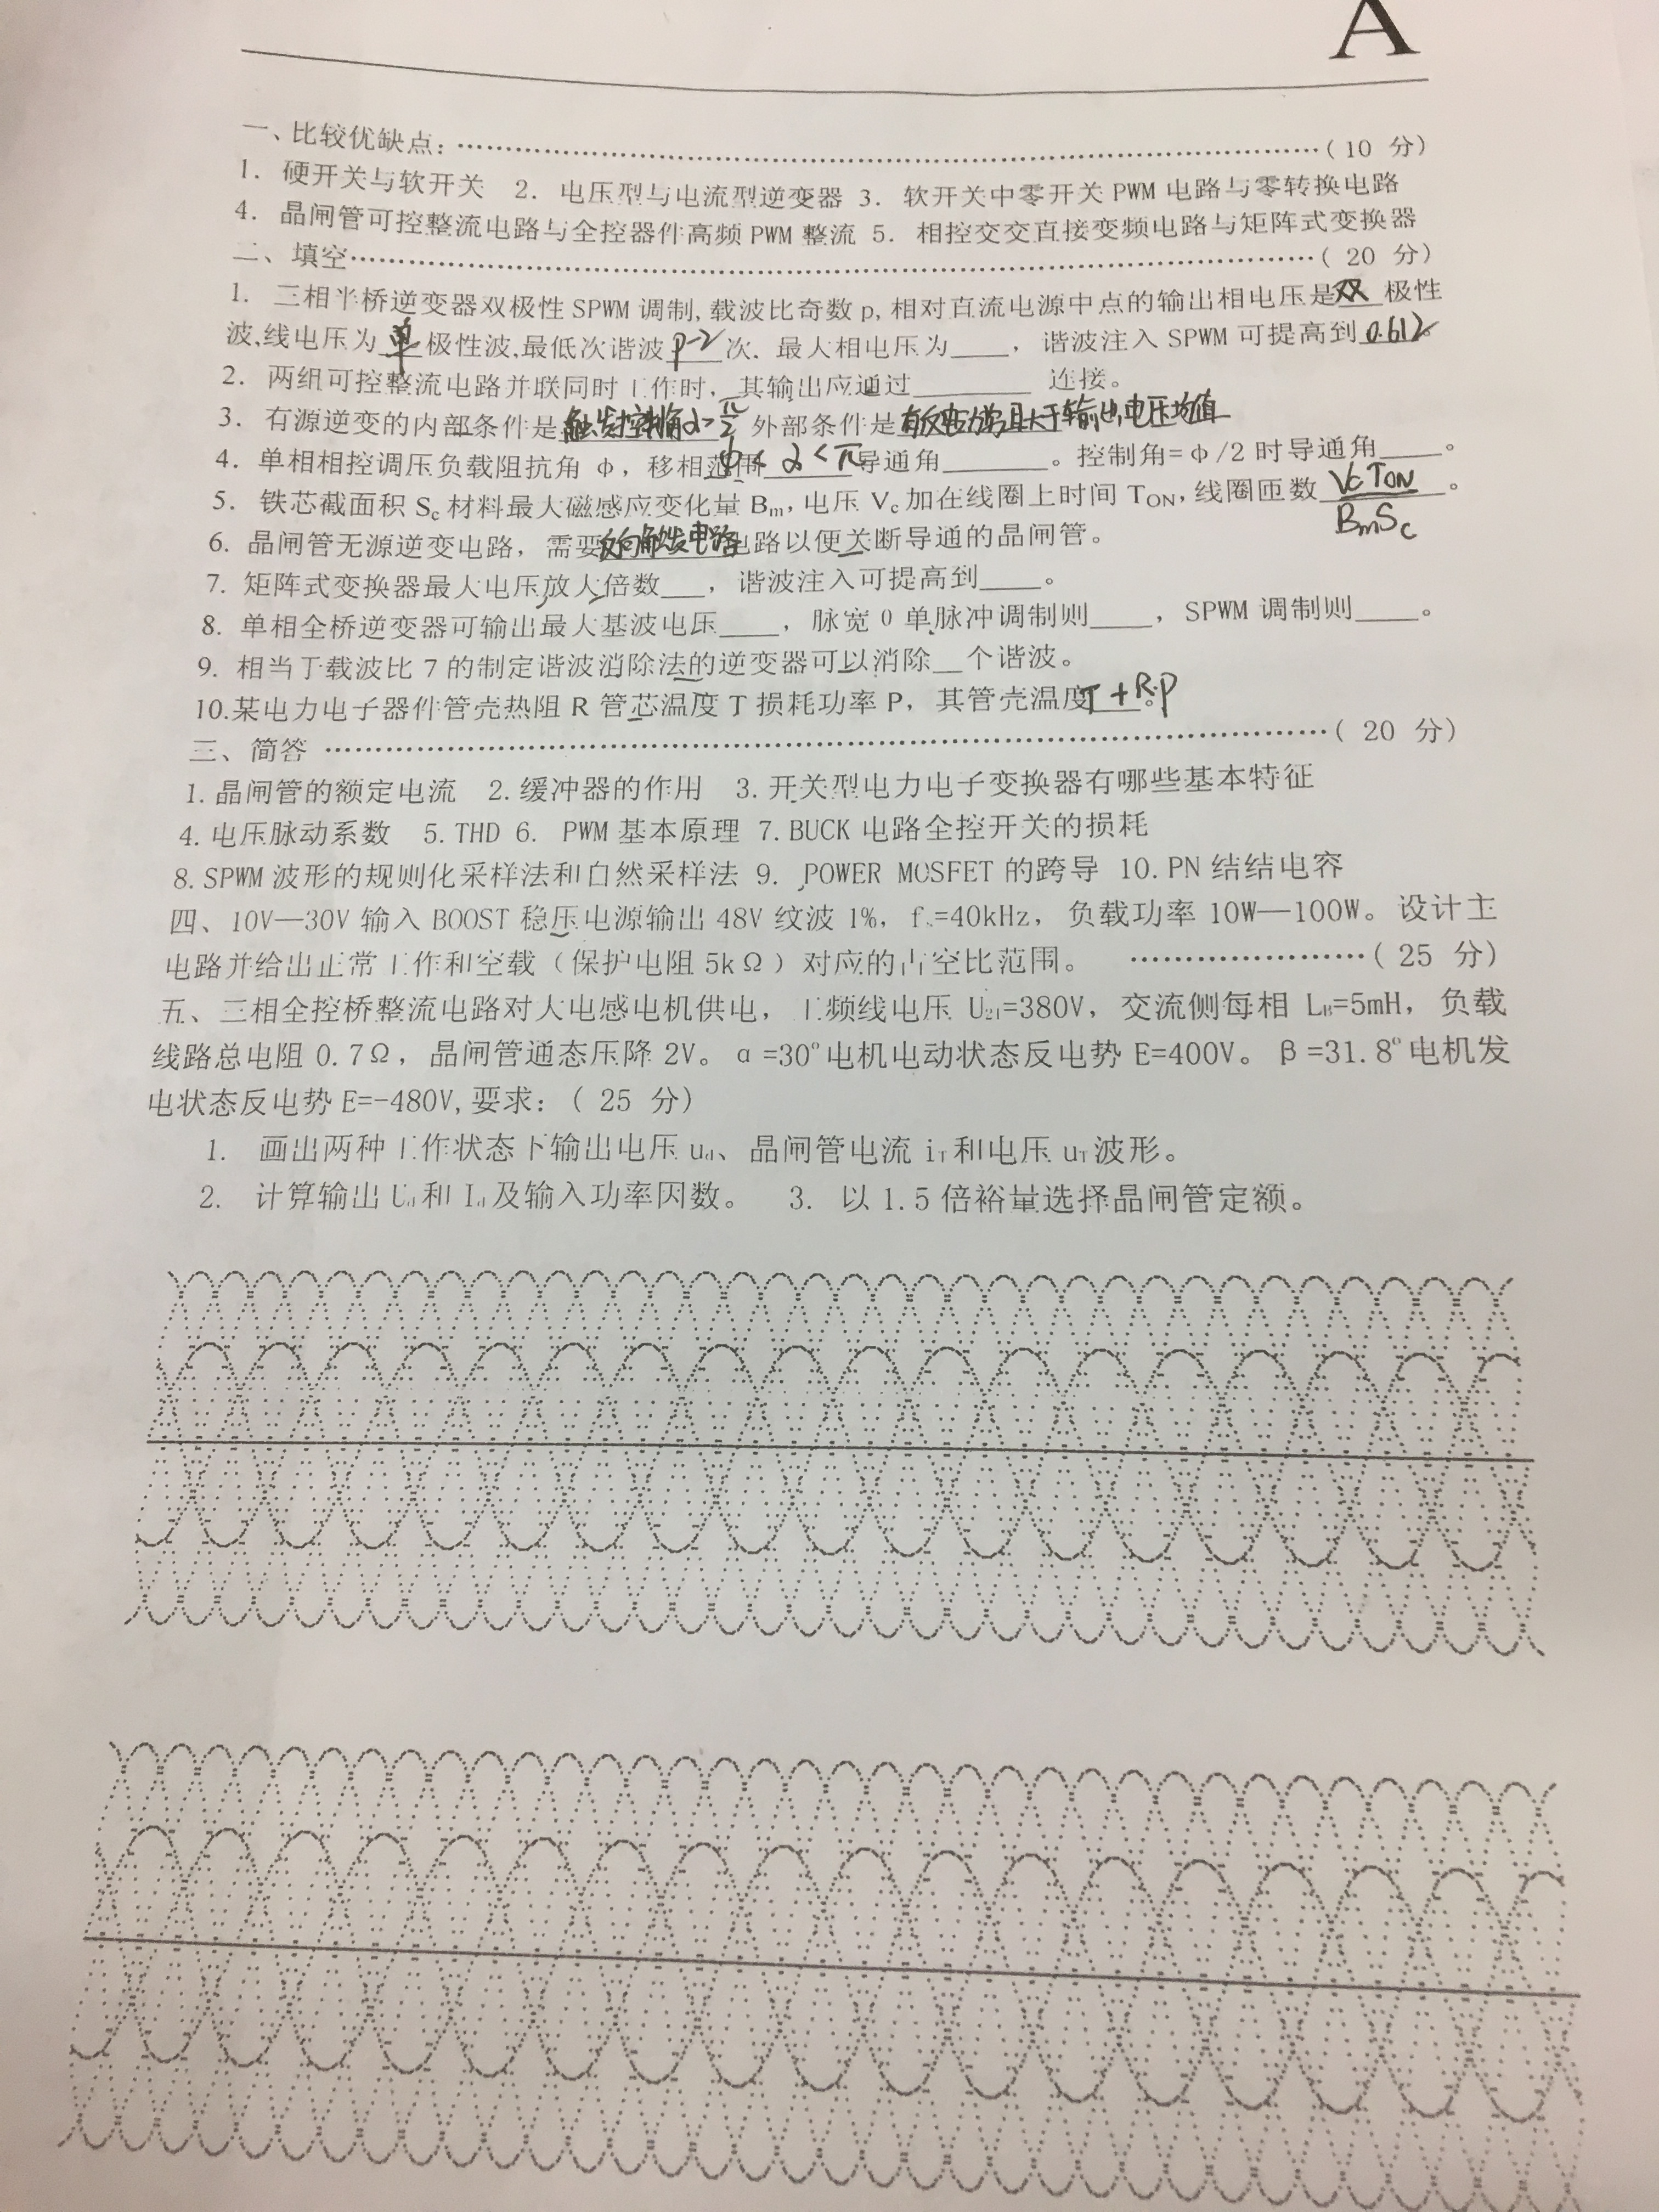 A
一、比较优缺点:……………………………………………………(10 分)
1. 硬开关与软开关 2. 电压型与电流型逆变器 3. 软开关中零开关 PWM 电路与零转换电路
4. 晶闸管可控整流电路与全控器件高频 PWM 整流 5. 相控交交直接变频电路与矩阵式变换器
二、填空……………………………………………………………(20 分)
1. 三相半桥逆变器双极性 SPWM 调制,载波比奇数 p,相对直流电源中点的输出相电压是双极性
波,线电压为单极性波,最低次谐波p-2次. 最大相电压为____,谐波注入 SPWM 可提高到0.612
2. 两组可控整流电路并联同时工作时,其输出应通过________ 连接。
3. 有源逆变的内部条件是触发控制角α>π/2 外部条件是有反电动势且大于输出电压均值
4. 单相相控调压负载阻抗角 φ,移相范围φ<α<π导通角_______。控制角=φ/2 时导通角____。
5. 铁芯截面积 Sc 材料最大磁感应变化量 Bm,电压 Vc 加在线圈上时间 TON,线圈匝数 VcTON/BmSc 。
6. 晶闸管无源逆变电路,需要反向触发电路电路以便关断导通的晶闸管。
7. 矩阵式变换器最大电压放大倍数___,谐波注入可提高到____。
8. 单相全桥逆变器可输出最大基波电压____,脉宽 θ 单脉冲调制则____,SPWM 调制则____。
9. 相当于载波比 7 的制定谐波消除法的逆变器可以消除__个谐波。
10.某电力电子器件管壳热阻 R 管芯温度 T 损耗功率 P,其管壳温度T+R·P。
三、简答 ……………………………………………………………(20 分)
1.晶闸管的额定电流 2.缓冲器的作用 3.开关型电力电子变换器有哪些基本特征
4.电压脉动系数 5.THD 6. PWM 基本原理 7.BUCK 电路全控开关的损耗
8.SPWM 波形的规则化采样法和自然采样法 9. POWER MOSFET 的跨导 10.PN 结结电容
四、10V—30V 输入 BOOST 稳压电源输出 48V 纹波 1%, fs=40kHz, 负载功率 10W—100W。设计主
电路并给出正常工作和空载(保护电阻 5kΩ)对应的占空比范围。 …………………(25 分)
五、三相全控桥整流电路对大电感电机供电,工频线电压 U2l=380V,交流侧每相 LB=5mH,负载
线路总电阻 0.7Ω,晶闸管通态压降 2V。α=30°电机电动状态反电势 E=400V。β=31.8°电机发
电状态反电势 E=-480V,要求:(25 分)
1. 画出两种工作状态下输出电压 ud、晶闸管电流 iT 和电压 uT 波形。
2. 计算输出 Ud 和 Id 及输入功率因数。 3. 以 1.5 倍裕量选择晶闸管定额。